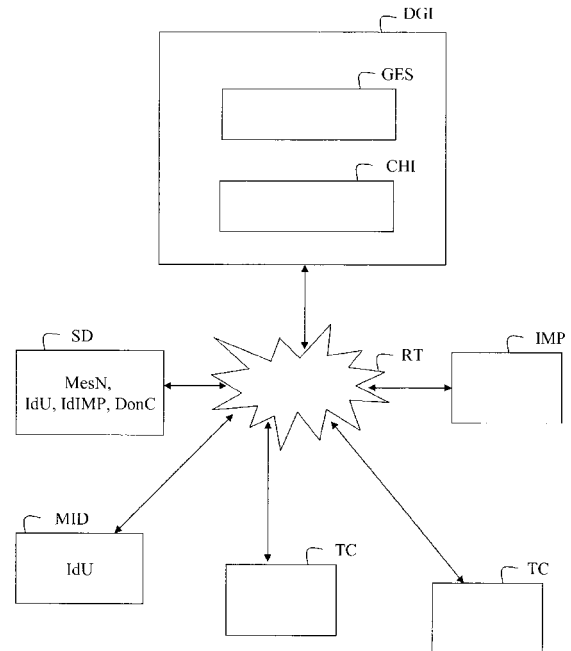 DGI
GES
CHI
SD
MesN,
IdU, IdIMP, DonC
RT
IMP
MID
IdU
TC
TC